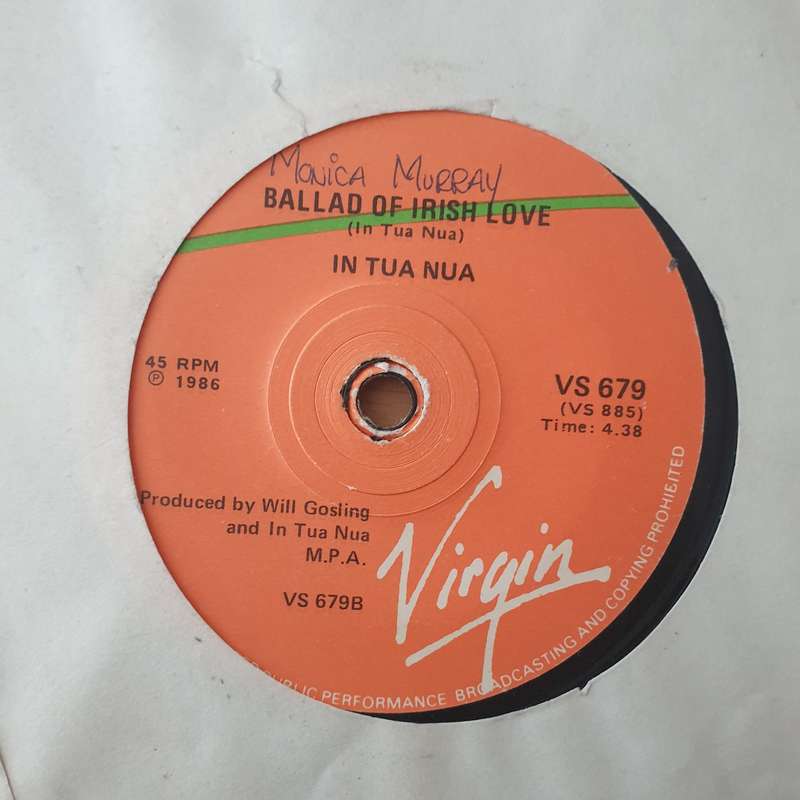 Monica Murray
BALLAD OF IRISH LOVE
(In Tua Nua)
IN TUA NUA
45 RPM
Ⓟ 1986
VS 679
(VS 885)
Time: 4.38
Produced by Will Gosling
and In Tua Nua
M.P.A.
VS 679B
Virgin
PUBLIC PERFORMANCE BROADCASTING AND COPYING PROHIBITED